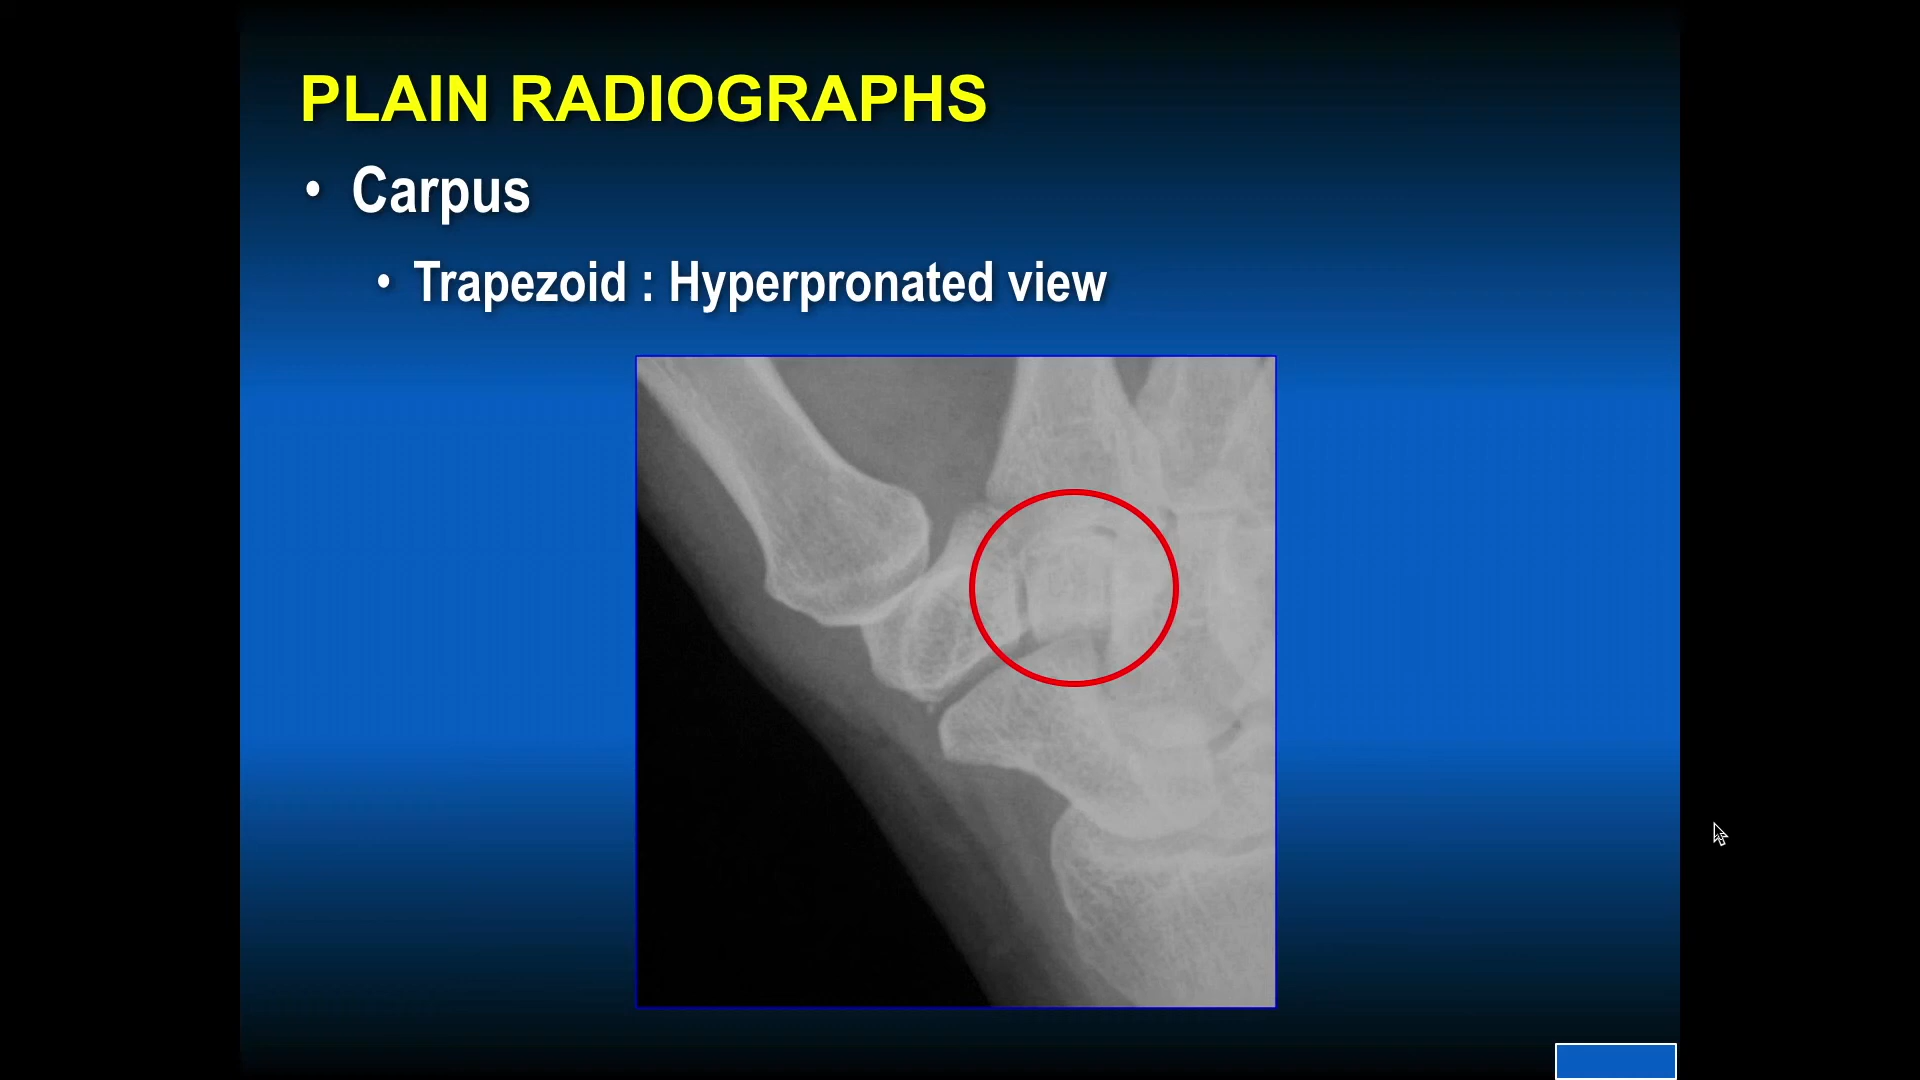 PLAIN RADIOGRAPHS
• Carpus
• Trapezoid : Hyperpronated view